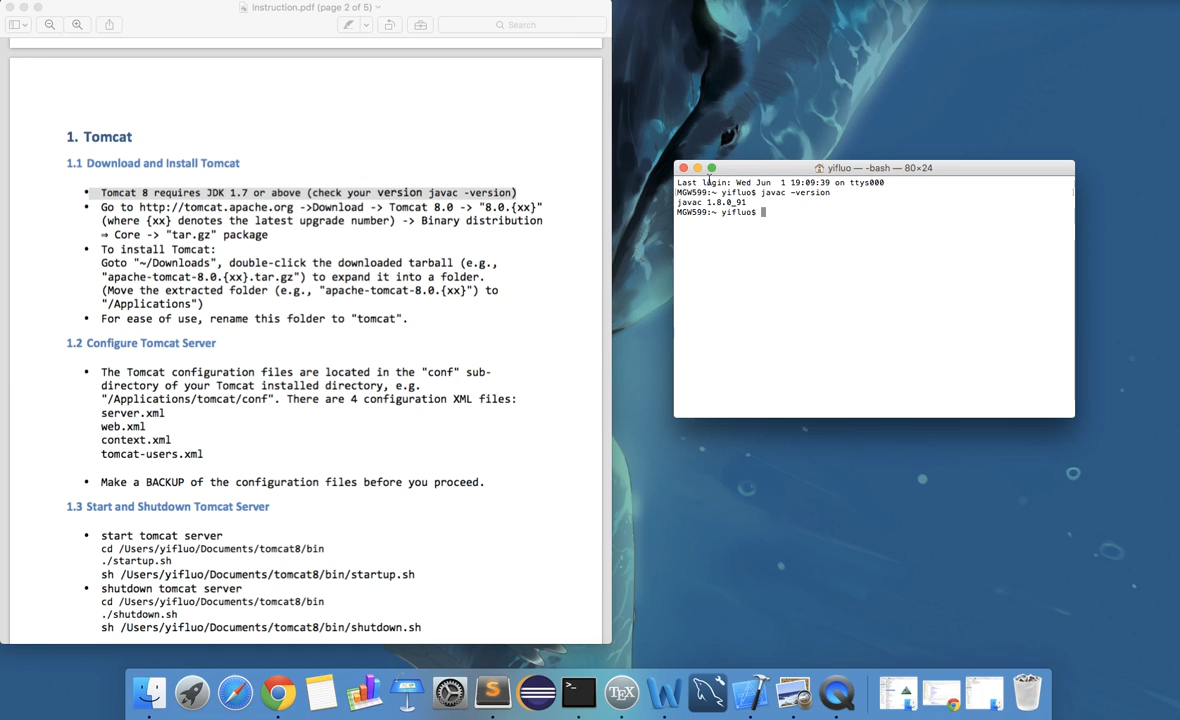 Instruction.pdf (page 2 of 5)
Search
1. Tomcat
1.1 Download and Install Tomcat
• Tomcat 8 requires JDK 1.7 or above (check your version javac -version)
• Go to http://tomcat.apache.org ->Download -> Tomcat 8.0 -> "8.0.{xx}"
(where {xx} denotes the latest upgrade number) -> Binary distribution
⇒ Core -> "tar.gz" package
• To install Tomcat:
Goto "~/Downloads", double-click the downloaded tarball (e.g.,
"apache-tomcat-8.0.{xx}.tar.gz") to expand it into a folder.
(Move the extracted folder (e.g., "apache-tomcat-8.0.{xx}") to
"/Applications")
• For ease of use, rename this folder to "tomcat".
1.2 Configure Tomcat Server
• The Tomcat configuration files are located in the "conf" sub-
directory of your Tomcat installed directory, e.g.
"/Applications/tomcat/conf". There are 4 configuration XML files:
server.xml
web.xml
context.xml
tomcat-users.xml
• Make a BACKUP of the configuration files before you proceed.
1.3 Start and Shutdown Tomcat Server
• start tomcat server
cd /Users/yifluo/Documents/tomcat8/bin
./startup.sh
sh /Users/yifluo/Documents/tomcat8/bin/startup.sh
• shutdown tomcat server
cd /Users/yifluo/Documents/tomcat8/bin
./shutdown.sh
sh /Users/yifluo/Documents/tomcat8/bin/shutdown.sh
yifluo — -bash — 80×24
Last login: Wed Jun 1 19:09:39 on ttys000
MGW599:~ yifluo$ javac -version
javac 1.8.0_91
MGW599:~ yifluo$
S
>_
TEX
W